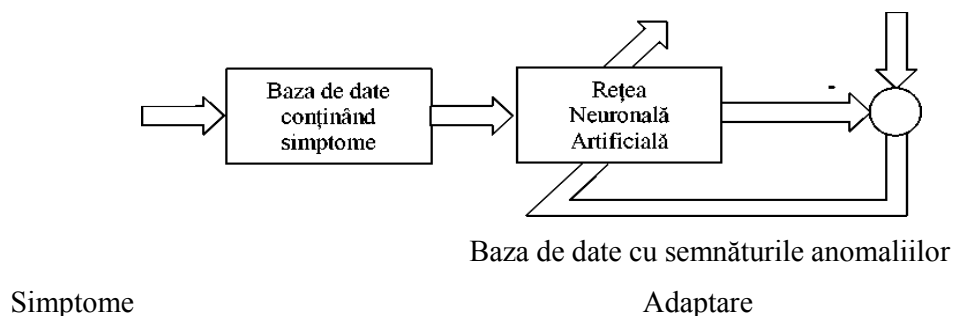 Baza de date
conținând
simptome
Rețea
Neuronală
Artificială
-
Baza de date cu semnăturile anomaliilor
Simptome Adaptare